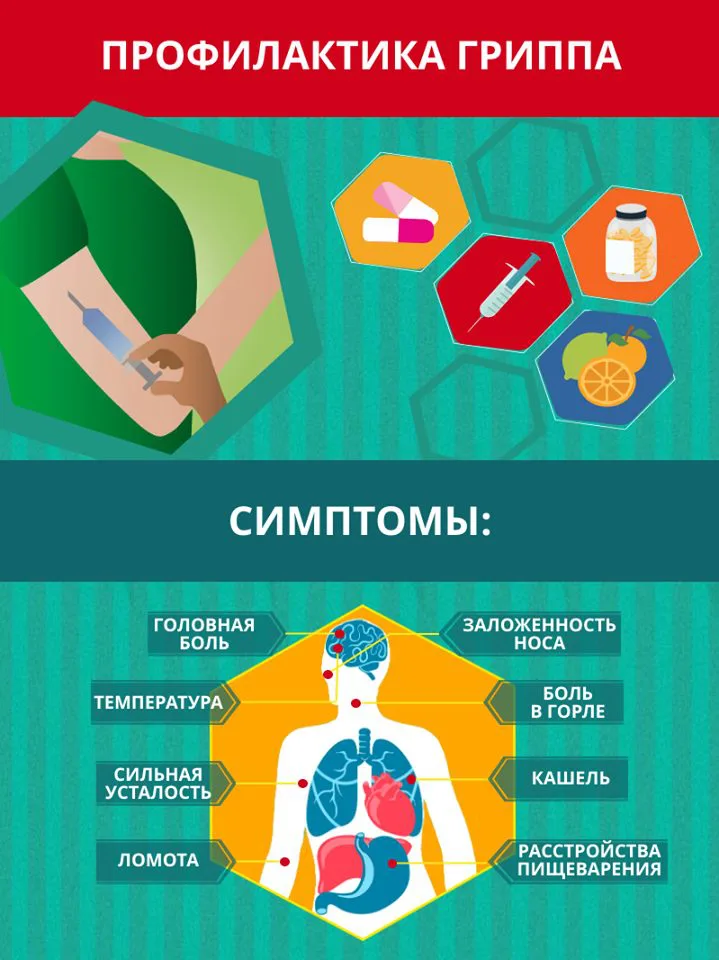 ПРОФИЛАКТИКА ГРИППА
СИМПТОМЫ:
ГОЛОВНАЯ
БОЛЬ
ЗАЛОЖЕННОСТЬ
НОСА
ТЕМПЕРАТУРА
БОЛЬ
В ГОРЛЕ
СИЛЬНАЯ
УСТАЛОСТЬ
КАШЕЛЬ
ЛОМОТА
РАССТРОЙСТВА
ПИЩЕВАРЕНИЯ